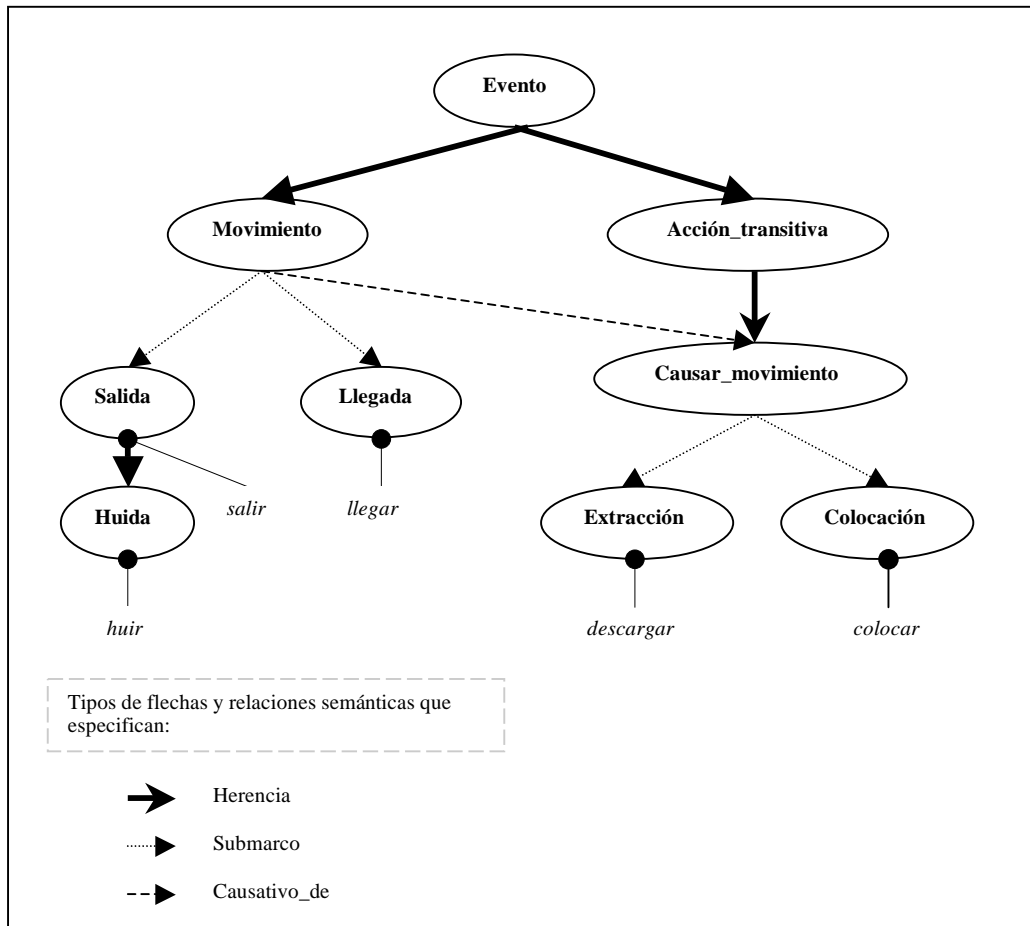 Evento
Movimiento
Acción_transitiva
Causar_movimiento
Salida
Llegada
salir
llegar
Huida
Extracción
Colocación
huir
descargar
colocar
Tipos de flechas y relaciones semánticas que
especifican:
Herencia
Submarco
Causativo_de